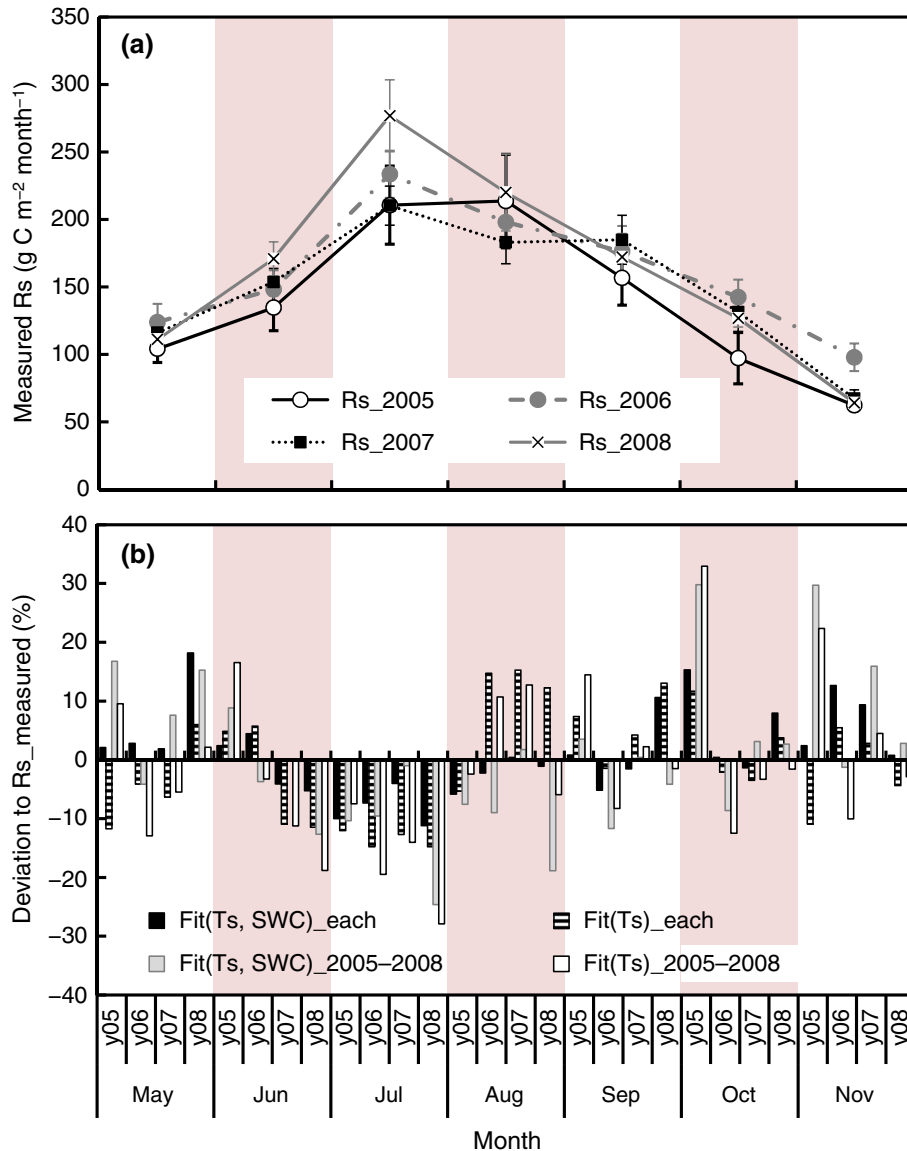 350
(a)
300
250
200
150
100
50
0
Measured Rs (g C m⁻² month⁻¹)
Rs_2005 Rs_2006
Rs_2007 Rs_2008
40
(b)
30
20
10
0
−10
−20
−30
−40
Deviation to Rs_measured (%)
Fit(Ts, SWC)_each Fit(Ts)_each
Fit(Ts, SWC)_2005–2008 Fit(Ts)_2005–2008
y05 y06 y07 y08 y05 y06 y07 y08 y05 y06 y07 y08 y05 y06 y07 y08 y05 y06 y07 y08 y05 y06 y07 y08 y05 y06 y07 y08
May Jun Jul Aug Sep Oct Nov
Month